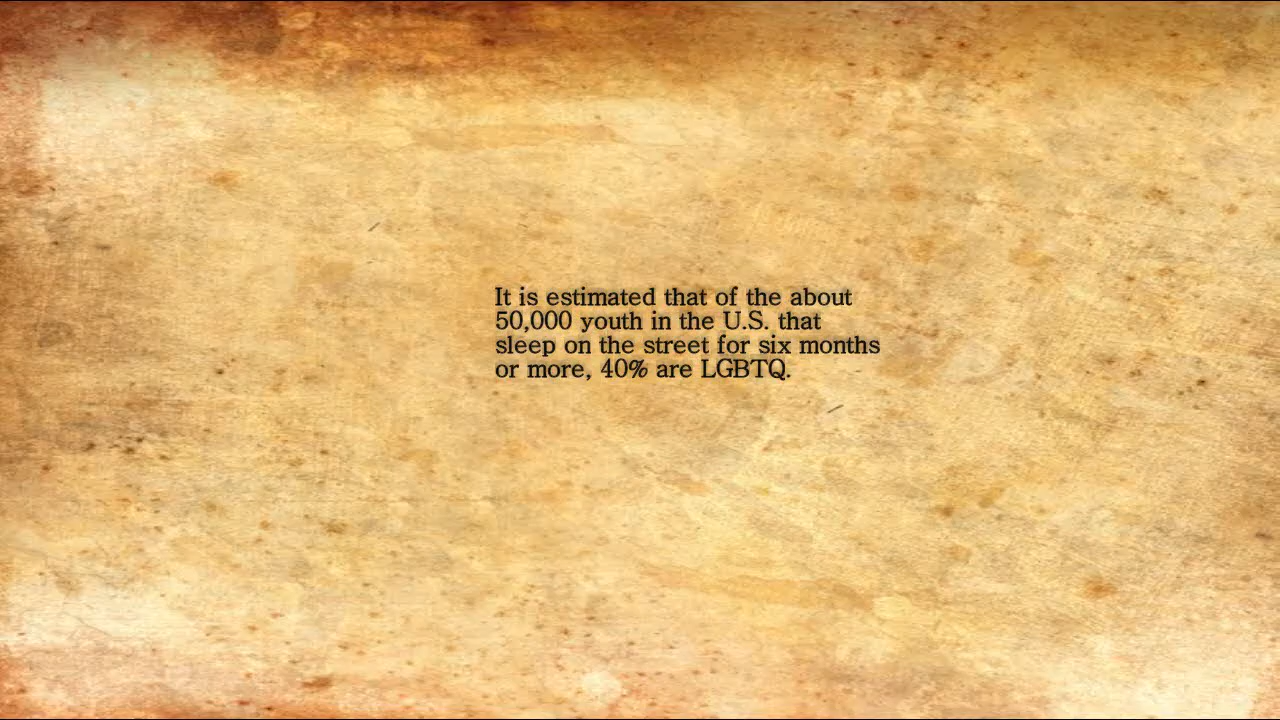 It is estimated that of the about
50,000 youth in the U.S. that
sleep on the street for six months
or more, 40% are LGBTQ.